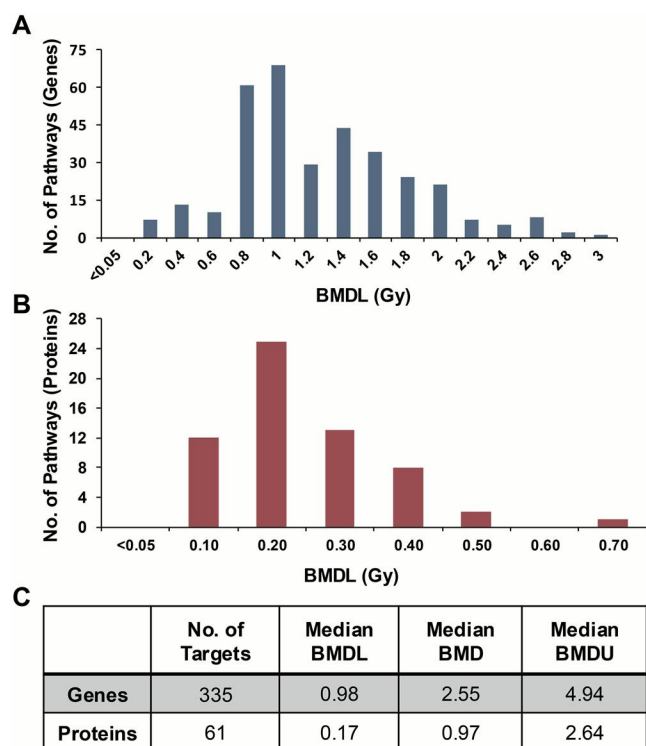 A
No. of Pathways (Genes)
75
60
45
30
15
0
<0.05 0.2 0.4 0.6 0.8 1 1.2 1.4 1.6 1.8 2 2.2 2.4 2.6 2.8 3
BMDL (Gy)
B
No. of Pathways (Proteins)
28
24
20
16
12
8
4
0
<0.05 0.10 0.20 0.30 0.40 0.50 0.60 0.70
BMDL (Gy)
C
No. of Targets Median BMDL Median BMD Median BMDU
Genes 335 0.98 2.55 4.94
Proteins 61 0.17 0.97 2.64